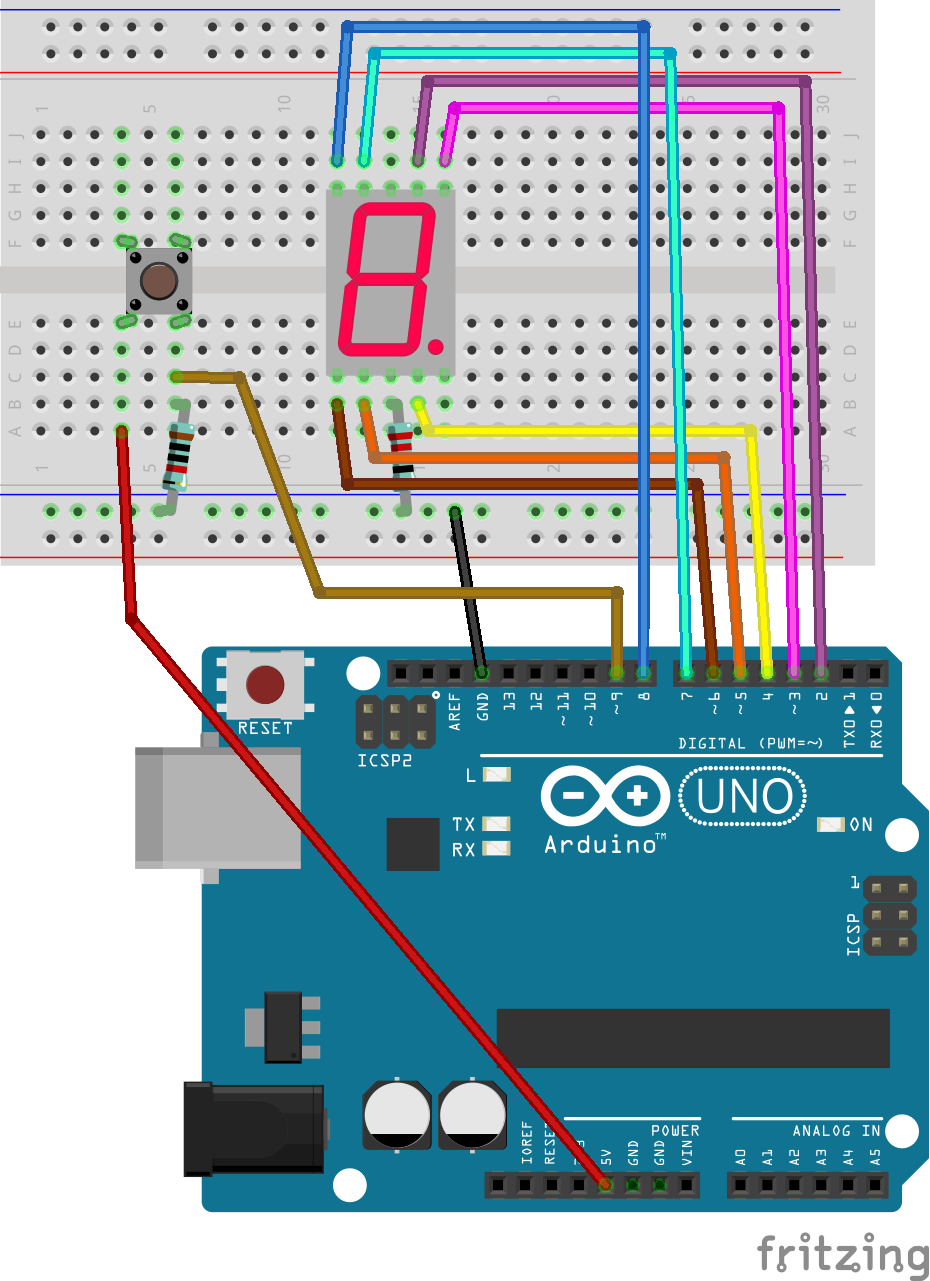 1 5 10 15 20 25 30
J J
I I
H H
G G
F F
E E
D D
C C
B B
A A
1 5 10 15 20 25 30
RESET
ICSP2
AREF
GND
13
12
~11
~10
~9
8
7
~6
~5
4
~3
2
TX0▶1
RX0◀0
DIGITAL (PWM=~)
L
TX
RX
UNO
Arduino™
ON
1
ICSP
IOREF
RESET
5V
GND
GND
VIN
POWER
ANALOG IN
A0
A1
A2
A3
A4
A5
fritzing